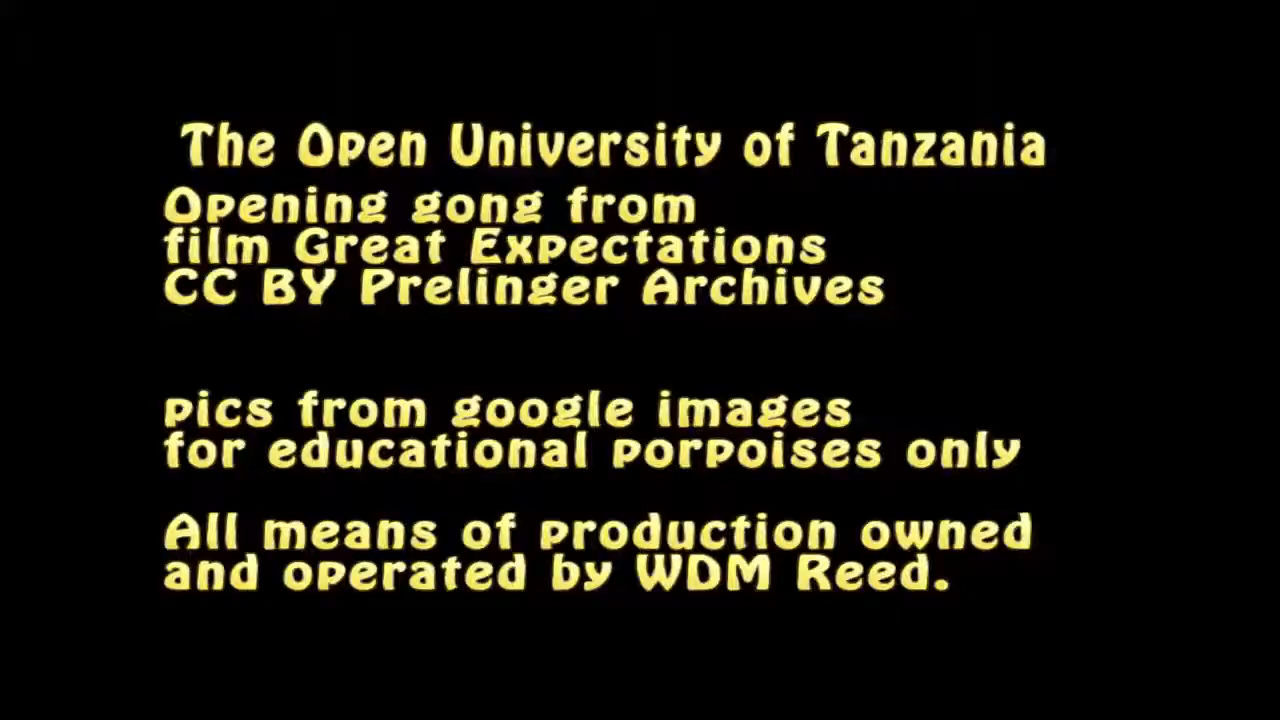 The Open University of Tanzania
Opening gong from
film Great Expectations
CC BY Prelinger Archives
pics from google images
for educational porpoises only
All means of production owned
and operated by WDM Reed.